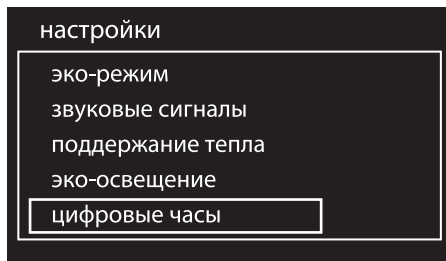 настройки
эко-режим
звуковые сигналы
поддержание тепла
эко-освещение
цифровые часы